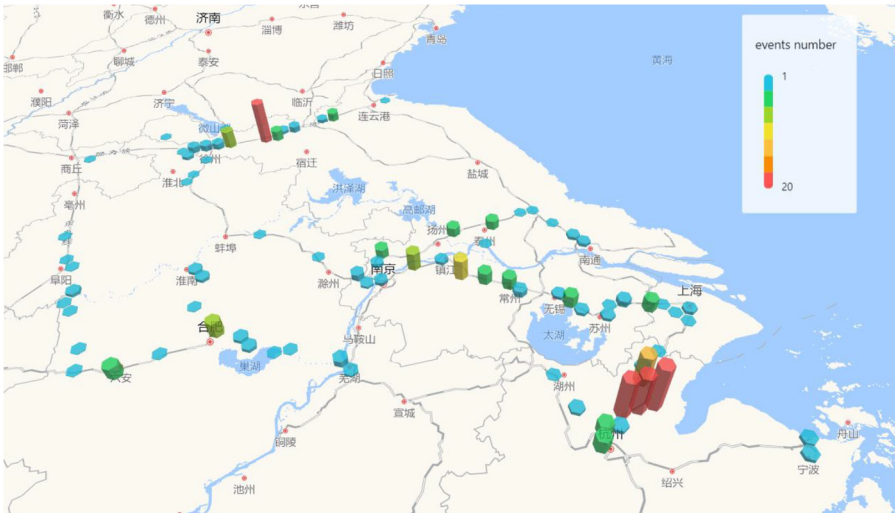 衡水
德州
济南
淄博
潍坊
青岛
聊城
泰安
邯郸
日照
黄海
濮阳
济宁
临沂
菏泽
微山
连云港
徐州
商丘
宿迁
淮北
盐城
亳州
洪泽湖
高邮湖
扬州
泰州
蚌埠
阜阳
淮南
滁州
南京
镇江
南通
常州
无锡
上海
苏州
太湖
马鞍山
巢湖
芜湖
湖州
宣城
杭州
铜陵
池州
绍兴
宁波
舟山
events number
1
20